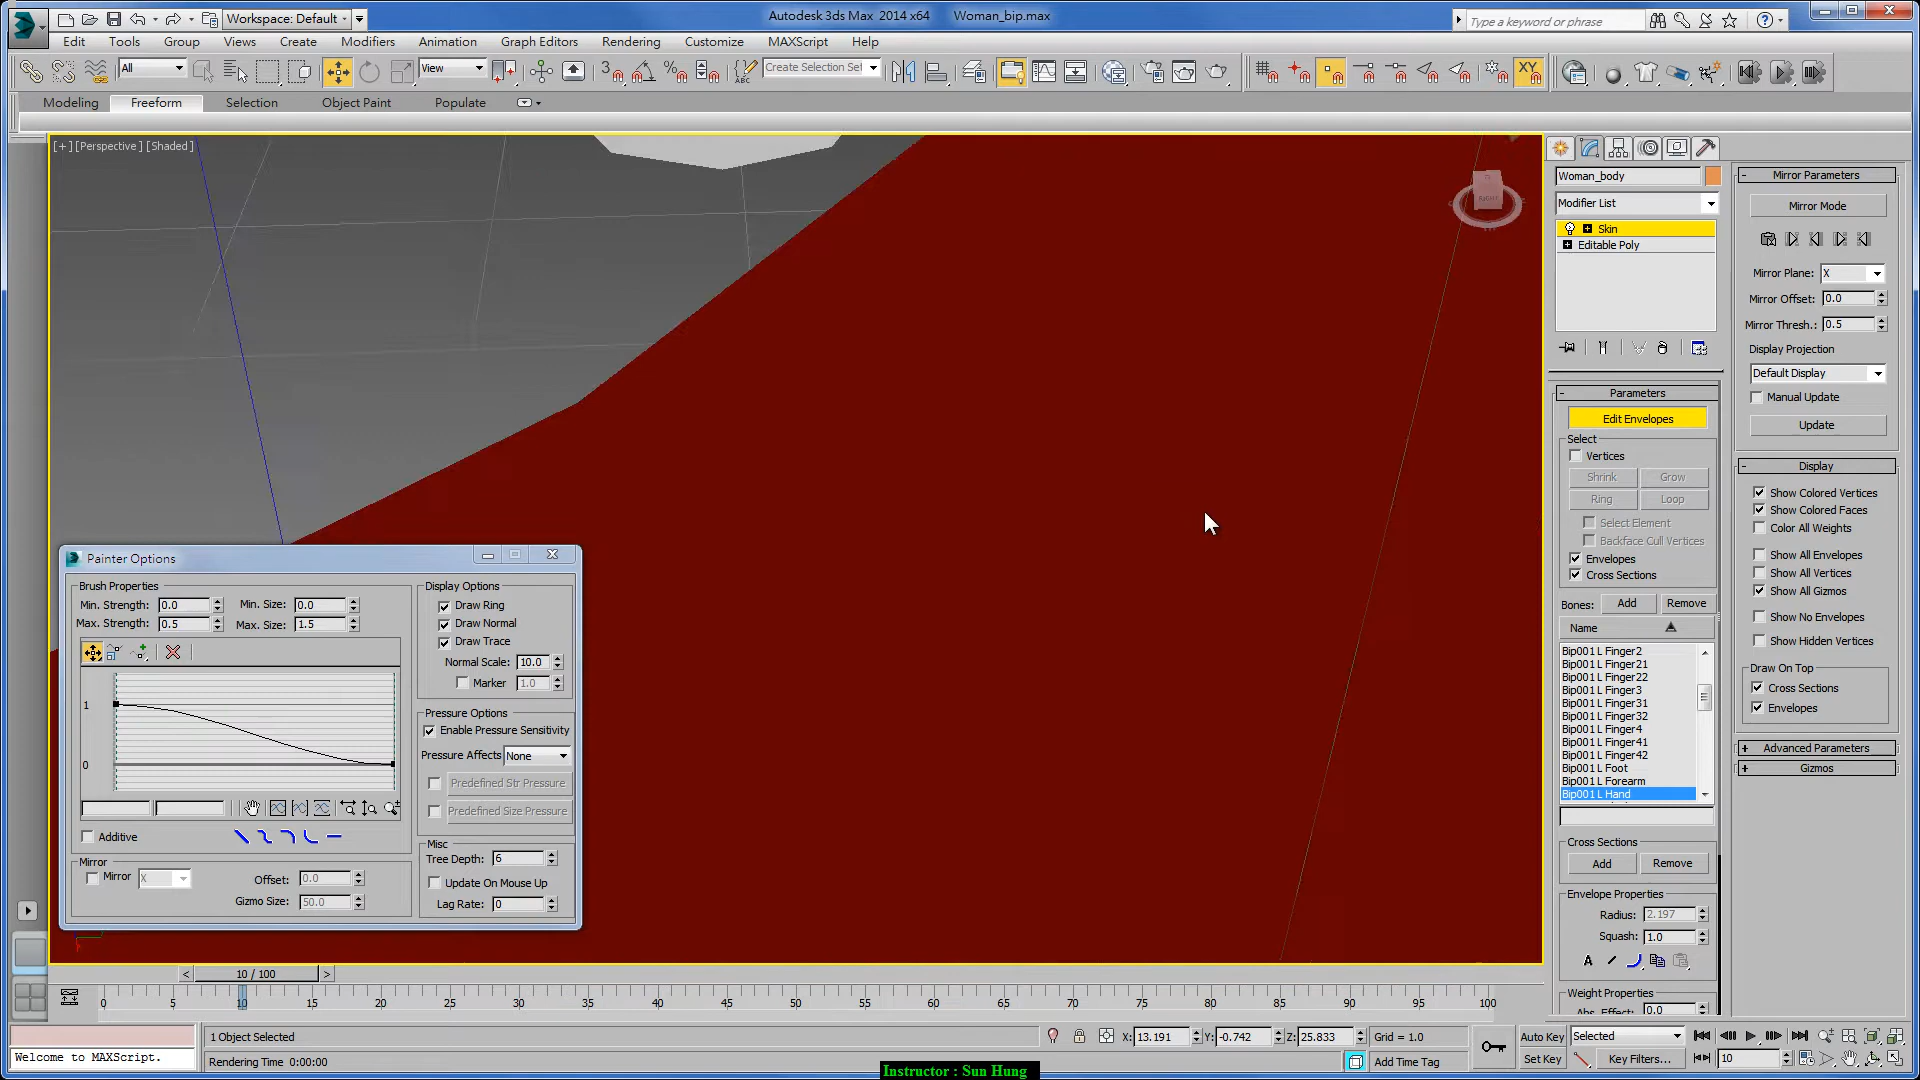 Workspace: Default
Autodesk 3ds Max 2014 x64 Woman_bip.max
Type a keyword or phrase
Edit Tools Group Views Create Modifiers Animation Graph Editors Rendering Customize MAXScript Help
All
View
Create Selection Set
XY
Modeling Freeform Selection Object Paint Populate
[+] [Perspective] [Shaded]
RIGHT
Woman_body
Modifier List
Skin
Editable Poly
Parameters
Edit Envelopes
Select
Vertices
Shrink Grow
Ring Loop
Select Element
Backface Cull Vertices
Envelopes
Cross Sections
Bones: Add Remove
Name
Bip001 L Finger2
Bip001 L Finger21
Bip001 L Finger22
Bip001 L Finger3
Bip001 L Finger31
Bip001 L Finger32
Bip001 L Finger4
Bip001 L Finger41
Bip001 L Finger42
Bip001 L Foot
Bip001 L Forearm
Bip001 L Hand
Cross Sections
Add Remove
Envelope Properties
Radius: 2.197
Squash: 1.0
A
Weight Properties
Abs. Effect: 0.0
Mirror Parameters
Mirror Mode
Mirror Plane: X
Mirror Offset: 0.0
Mirror Thresh.: 0.5
Display Projection
Default Display
Manual Update
Update
Display
Show Colored Vertices
Show Colored Faces
Color All Weights
Show All Envelopes
Show All Vertices
Show All Gizmos
Show No Envelopes
Show Hidden Vertices
Draw On Top
Cross Sections
Envelopes
Advanced Parameters
Gizmos
Painter Options
Brush Properties
Min. Strength: 0.0 Min. Size: 0.0
Max. Strength: 0.5 Max. Size: 1.5
1
0
Additive
Mirror
Mirror X Offset: 0.0
Gizmo Size: 50.0
Display Options
Draw Ring
Draw Normal
Draw Trace
Normal Scale: 10.0
Marker 1.0
Pressure Options
Enable Pressure Sensitivity
Pressure Affects None
Predefined Str Pressure
Predefined Size Pressure
Misc
Tree Depth: 6
Update On Mouse Up
Lag Rate: 0
< 10 / 100 >
0 5 10 15 20 25 30 35 40 45 50 55 60 65 70 75 80 85 90 95 100
1 Object Selected
X: 13.191 Y: -0.742 Z: 25.833 Grid = 1.0
Auto Key Selected
Welcome to MAXScript.
Rendering Time 0:00:00
Add Time Tag
Set Key Key Filters... 10
Instructor : Sun Hung